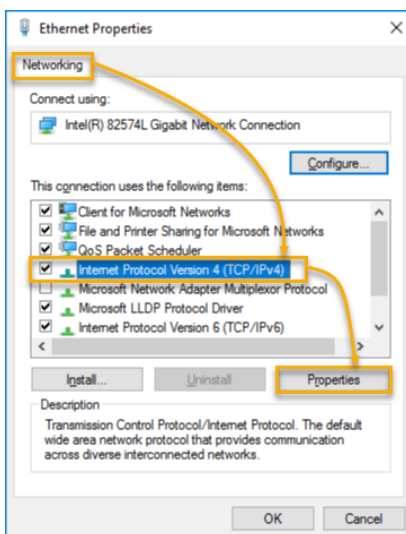 Ethernet Properties
Networking
Connect using:
Intel(R) 82574L Gigabit Network Connection
Configure...
This connection uses the following items:
Client for Microsoft Networks
File and Printer Sharing for Microsoft Networks
QoS Packet Scheduler
Internet Protocol Version 4 (TCP/IPv4)
Microsoft Network Adapter Multiplexor Protocol
Microsoft LLDP Protocol Driver
Internet Protocol Version 6 (TCP/IPv6)
Install...
Uninstall
Properties
Description
Transmission Control Protocol/Internet Protocol. The default
wide area network protocol that provides communication
across diverse interconnected networks.
OK
Cancel